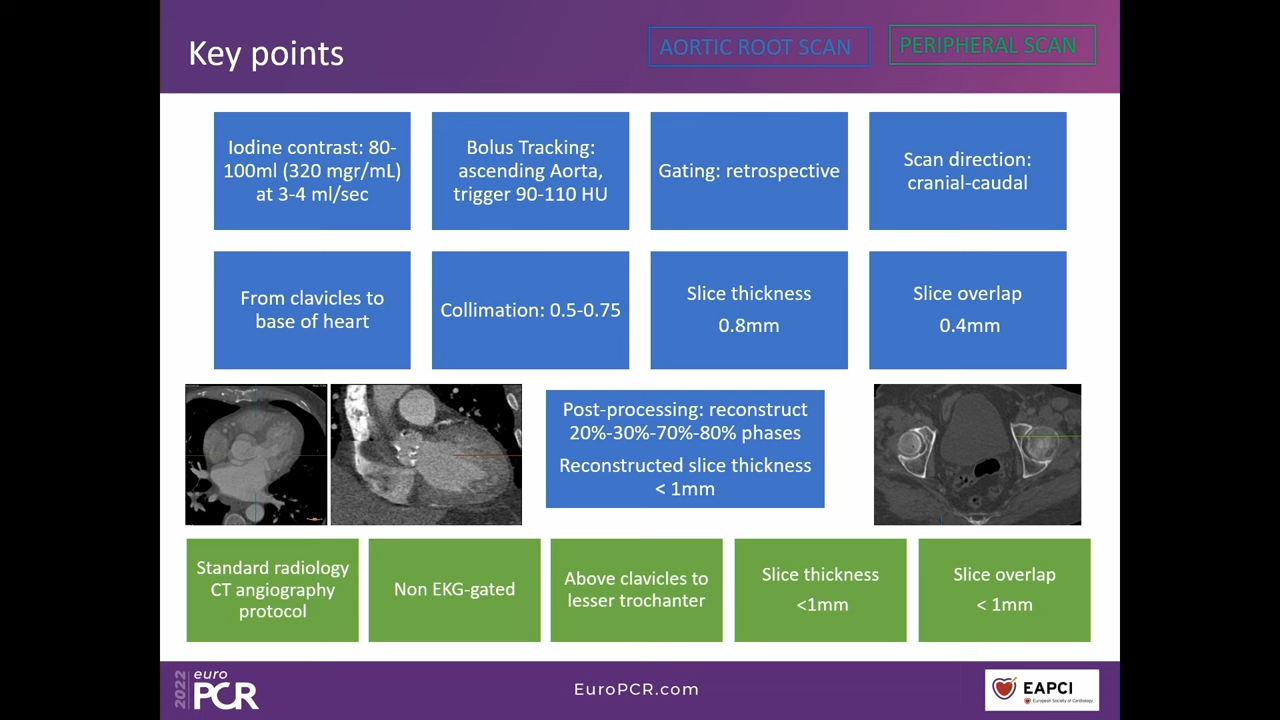 Key points
AORTIC ROOT SCAN
PERIPHERAL SCAN
Iodine contrast: 80-
100ml (320 mgr/mL)
at 3-4 ml/sec
Bolus Tracking:
ascending Aorta,
trigger 90-110 HU
Gating: retrospective
Scan direction:
cranial-caudal
From clavicles to
base of heart
Collimation: 0.5-0.75
Slice thickness
0.8mm
Slice overlap
0.4mm
Post-processing: reconstruct
20%-30%-70%-80% phases
Reconstructed slice thickness
< 1mm
Standard radiology
CT angiography
protocol
Non EKG-gated
Above clavicles to
lesser trochanter
Slice thickness
<1mm
Slice overlap
< 1mm
2022
euro
PCR
EuroPCR.com
EAPCI
European Society of Cardiology